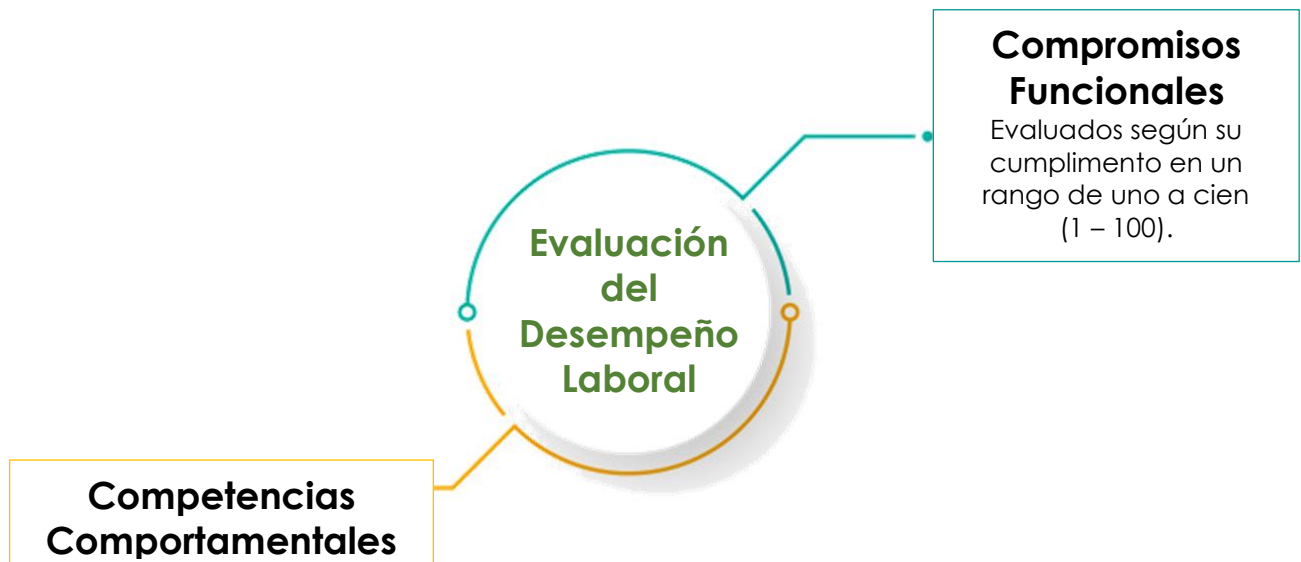 Compromisos
Funcionales
Evaluados según su
cumplimento en un
rango de uno a cien
(1 – 100).
Evaluación
del
Desempeño
Laboral
Competencias
Comportamentales